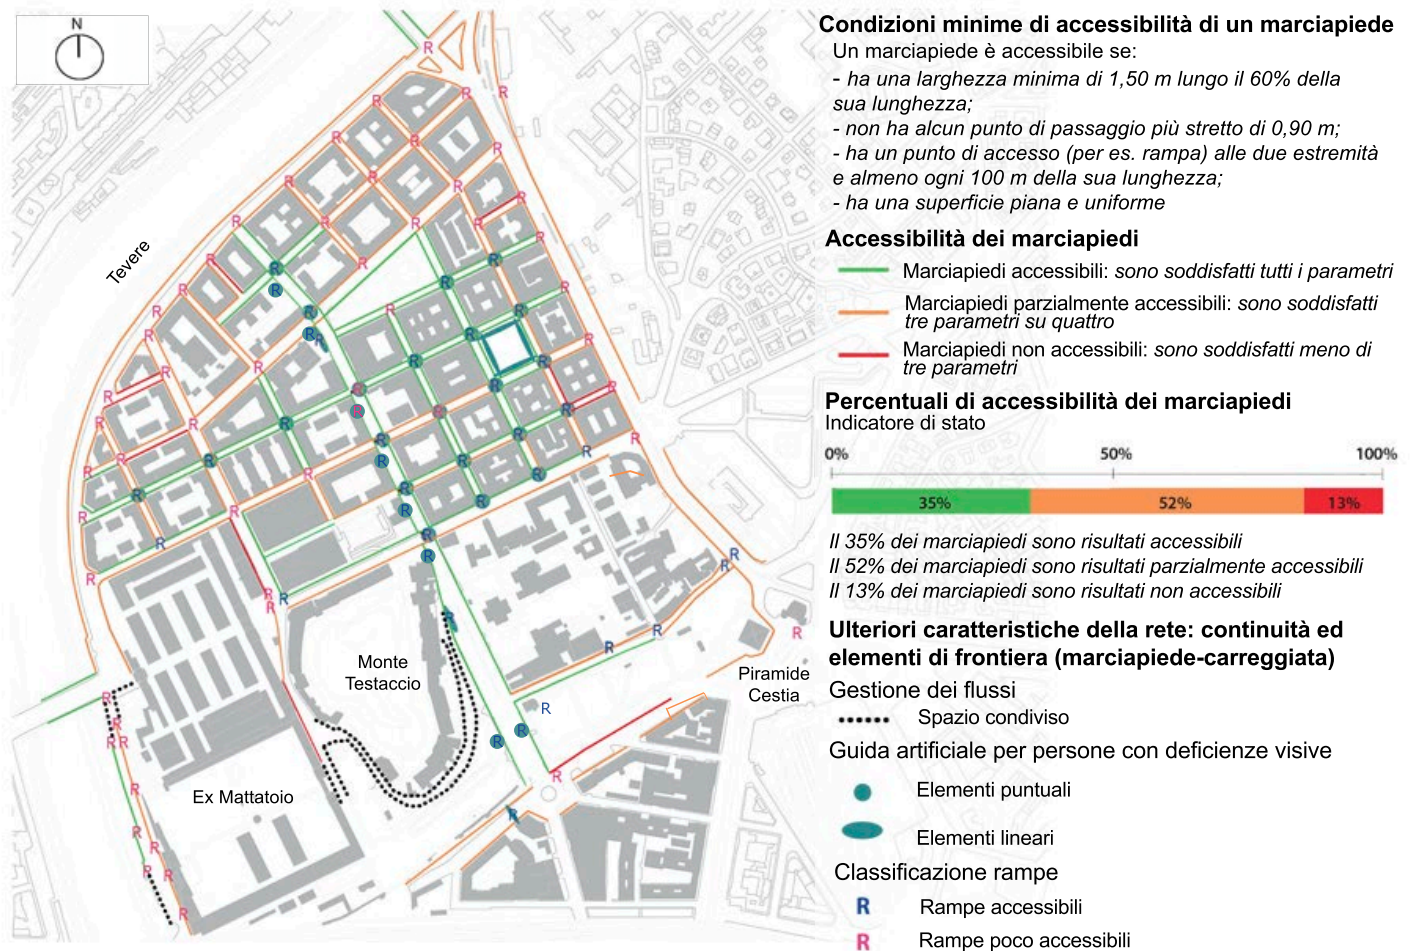 N
Tevere
Monte
Testaccio
Piramide
Cestia
Ex Mattatoio
Condizioni minime di accessibilità di un marciapiede
Un marciapiede è accessibile se:
- ha una larghezza minima di 1,50 m lungo il 60% della
sua lunghezza;
- non ha alcun punto di passaggio più stretto di 0,90 m;
- ha un punto di accesso (per es. rampa) alle due estremità
e almeno ogni 100 m della sua lunghezza;
- ha una superficie piana e uniforme
Accessibilità dei marciapiedi
Marciapiedi accessibili: sono soddisfatti tutti i parametri
Marciapiedi parzialmente accessibili: sono soddisfatti
tre parametri su quattro
Marciapiedi non accessibili: sono soddisfatti meno di
tre parametri
Percentuali di accessibilità dei marciapiedi
Indicatore di stato
0% 50% 100%
35% 52% 13%
Il 35% dei marciapiedi sono risultati accessibili
Il 52% dei marciapiedi sono risultati parzialmente accessibili
Il 13% dei marciapiedi sono risultati non accessibili
Ulteriori caratteristiche della rete: continuità ed
elementi di frontiera (marciapiede-carreggiata)
Gestione dei flussi
Spazio condiviso
Guida artificiale per persone con deficienze visive
Elementi puntuali
Elementi lineari
Classificazione rampe
R Rampe accessibili
R Rampe poco accessibili